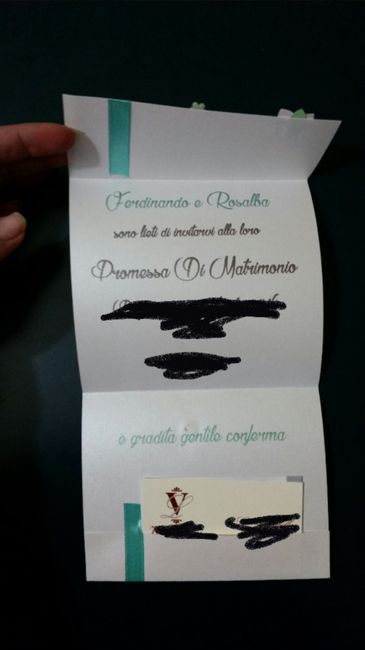 Ferdinando e Rosalba
sono lieti di invitarvi alla loro
Promessa Di Matrimonio
e gradita gentile conferma
V